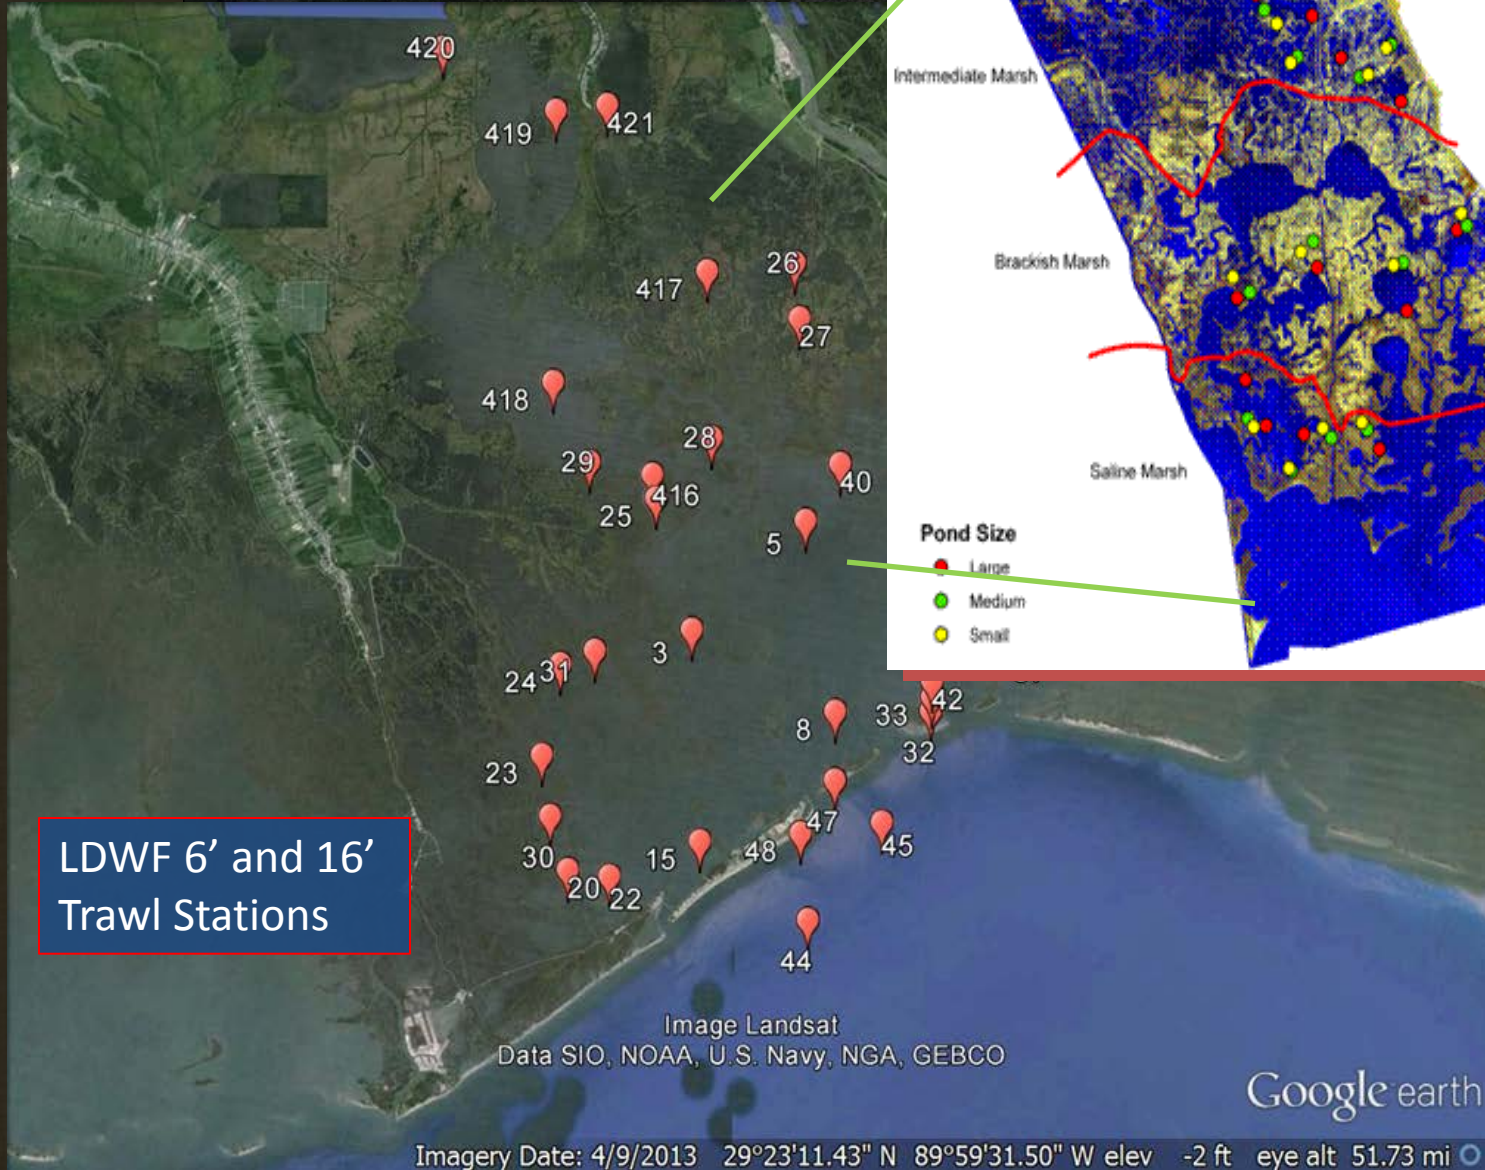 420
419
421
Intermediate Marsh
417
26
27
Brackish Marsh
418
28
29
416
25
40
5
Saline Marsh
Pond Size
Large
Medium
Small
3
24
31
8
33
42
32
23
47
48
45
30
20
22
15
44
LDWF 6’ and 16’
Trawl Stations
Image Landsat
Data SIO, NOAA, U.S. Navy, NGA, GEBCO
Google earth
Imagery Date: 4/9/2013 29°23'11.43" N 89°59'31.50" W elev -2 ft eye alt 51.73 mi